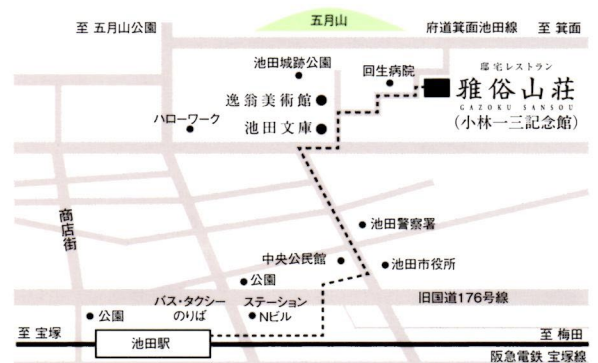 五月山
至 五月山公園
府道箕面池田線
至 箕面
池田城跡公園
回生病院
邸宅レストラン
雅俗山荘
GAZOKU SANSOU
(小林一三記念館)
逸翁美術館
池田文庫
ハローワーク
商店街
池田警察署
中央公民館
池田市役所
公園
バス・タクシー
のりば
ステーション
Nビル
旧国道176号線
公園
至 宝塚
池田駅
至 梅田
阪急電鉄 宝塚線